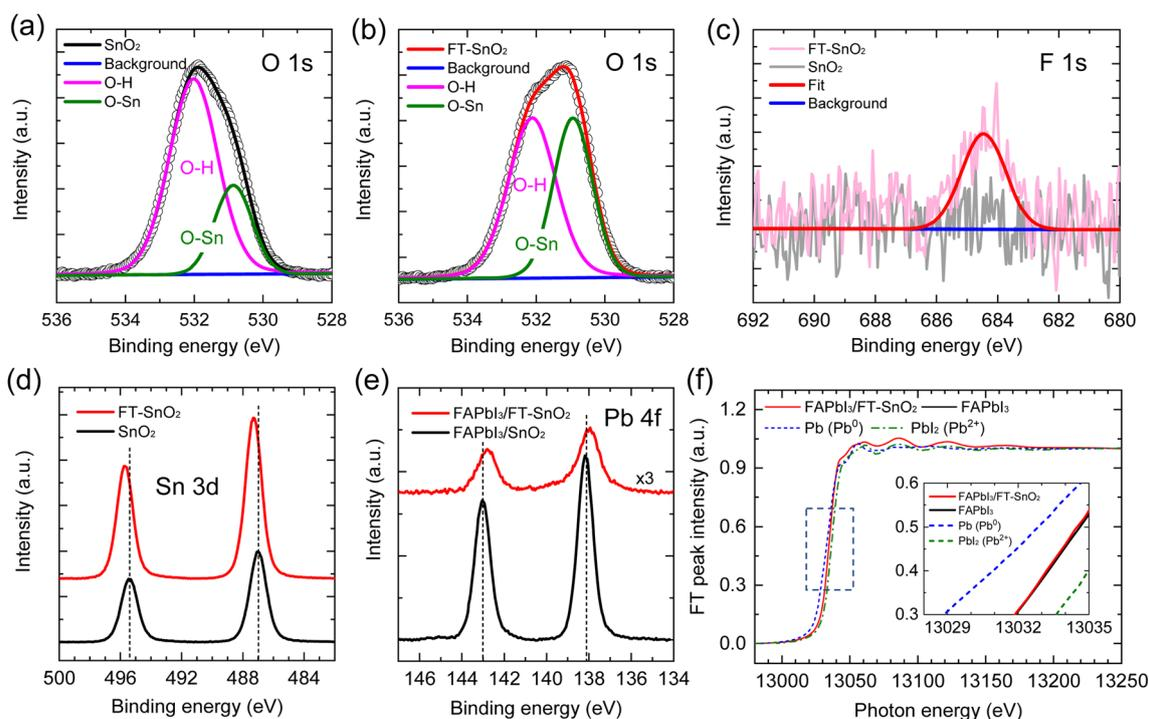 (a)
SnO₂
Background
O-H
O-Sn
O 1s
O-H
O-Sn
Intensity (a.u.)
536 534 532 530 528
Binding energy (eV)
(b)
FT-SnO₂
Background
O-H
O-Sn
O 1s
O-H
O-Sn
Intensity (a.u.)
536 534 532 530 528
Binding energy (eV)
(c)
FT-SnO₂
SnO₂
Fit
Background
F 1s
Intensity (a.u.)
692 690 688 686 684 682 680
Binding energy (eV)
(d)
FT-SnO₂
SnO₂
Sn 3d
Intensity (a.u.)
500 496 492 488 484
Binding energy (eV)
(e)
FAPbI₃/FT-SnO₂
FAPbI₃/SnO₂
Pb 4f
x3
Intensity (a.u.)
146 144 142 140 138 136 134
Binding energy (eV)
(f)
FAPbI₃/FT-SnO₂ FAPbI₃
Pb (Pb⁰) PbI₂ (Pb²⁺)
FT peak intensity (a.u.)
1.2
0.9
0.6
0.3
0.0
0.6
0.5
0.4
0.3
FAPbI₃/FT-SnO₂
FAPbI₃
Pb (Pb⁰)
PbI₂ (Pb²⁺)
13029 13032 13035
13000 13050 13100 13150 13200 13250
Photon energy (eV)